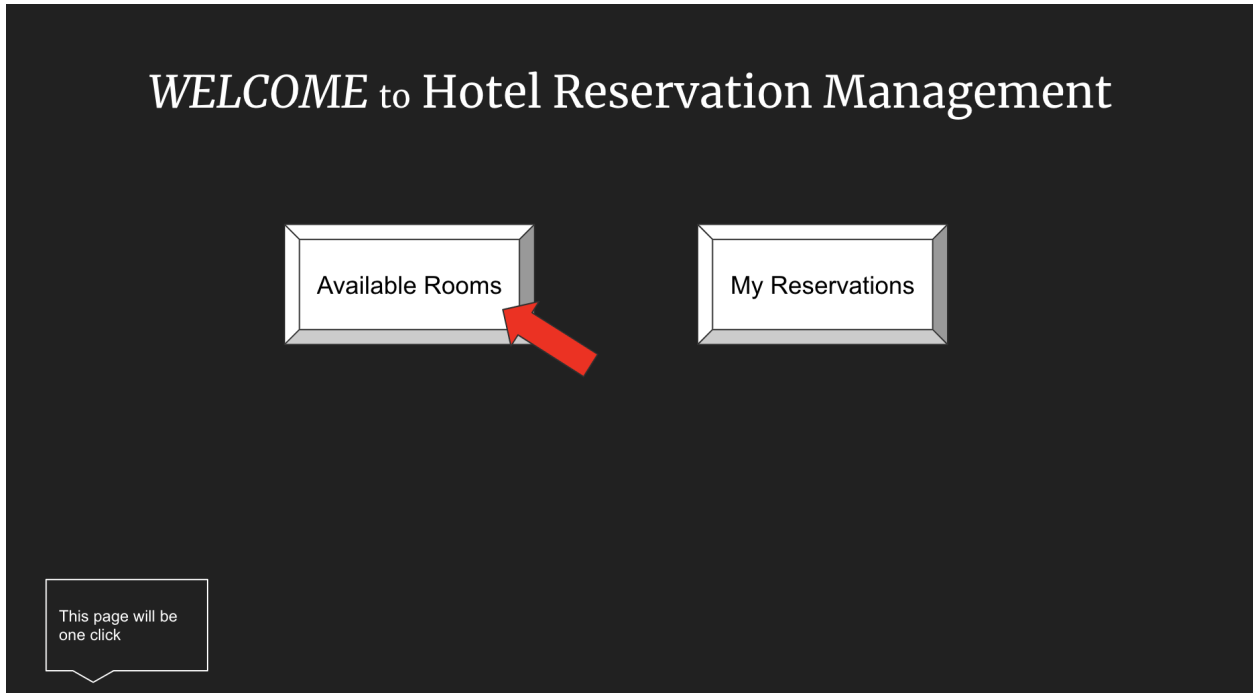 WELCOME to Hotel Reservation Management
Available Rooms
My Reservations
This page will be
one click